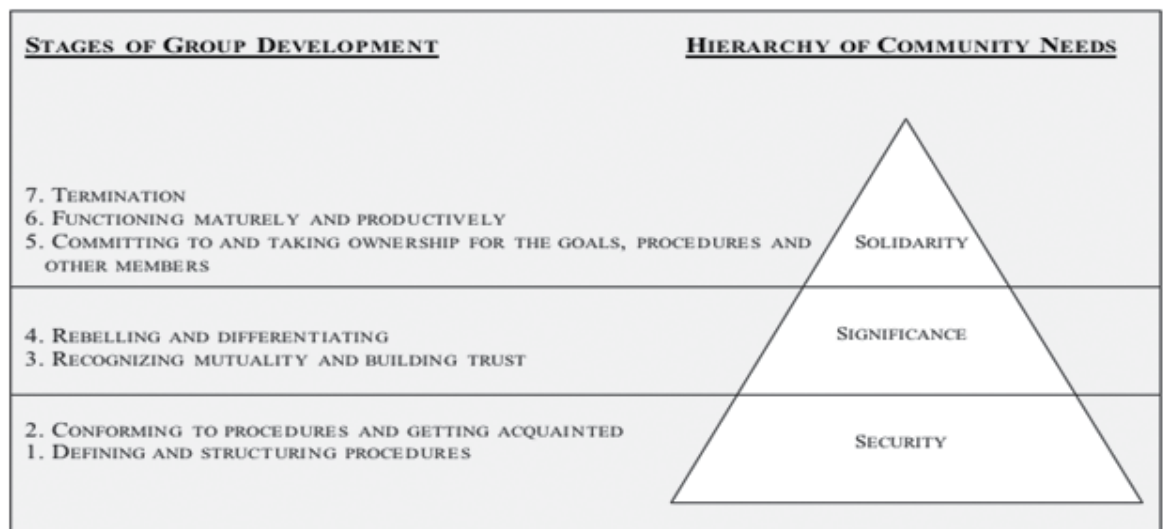 STAGES OF GROUP DEVELOPMENT
HIERARCHY OF COMMUNITY NEEDS
7. TERMINATION
6. FUNCTIONING MATURELY AND PRODUCTIVELY
5. COMMITTING TO AND TAKING OWNERSHIP FOR THE GOALS, PROCEDURES AND
OTHER MEMBERS
SOLIDARITY
4. REBELLING AND DIFFERENTIATING
3. RECOGNIZING MUTUALITY AND BUILDING TRUST
SIGNIFICANCE
2. CONFORMING TO PROCEDURES AND GETTING ACQUAINTED
1. DEFINING AND STRUCTURING PROCEDURES
SECURITY